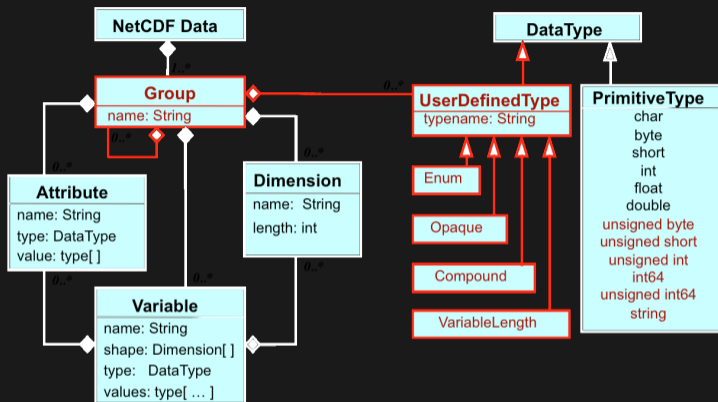 NetCDF Data
DataType
1..*
Group
name: String
0..*
0..*
UserDefinedType
typename: String
PrimitiveType
char
byte
short
int
float
double
unsigned byte
unsigned short
unsigned int
int64
unsigned int64
string
0..*
0..*
Attribute
name: String
type: DataType
value: type[ ]
Dimension
name: String
length: int
Enum
Opaque
Compound
VariableLength
0..*
0..*
0..*
Variable
name: String
shape: Dimension[ ]
type: DataType
values: type[ ... ]